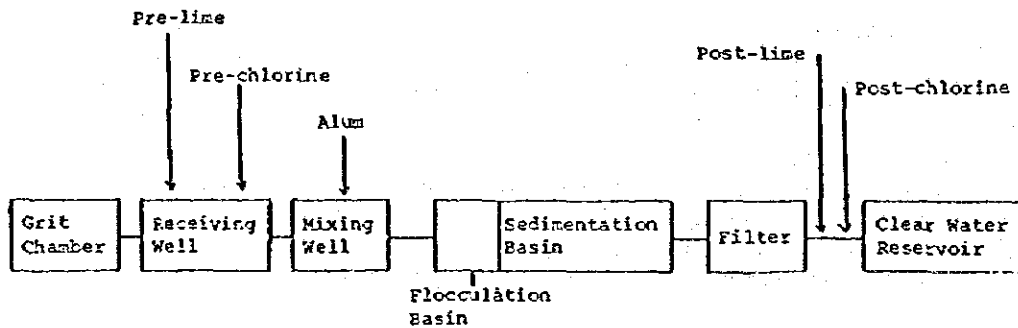 Pre-lime
Pre-chlorine
Alum
Post-lime
Post-chlorine
Grit
Chamber
Receiving
Well
Mixing
Well
Sedimentation
Basin
Filter
Clear Water
Reservoir
Flocculation
Basin